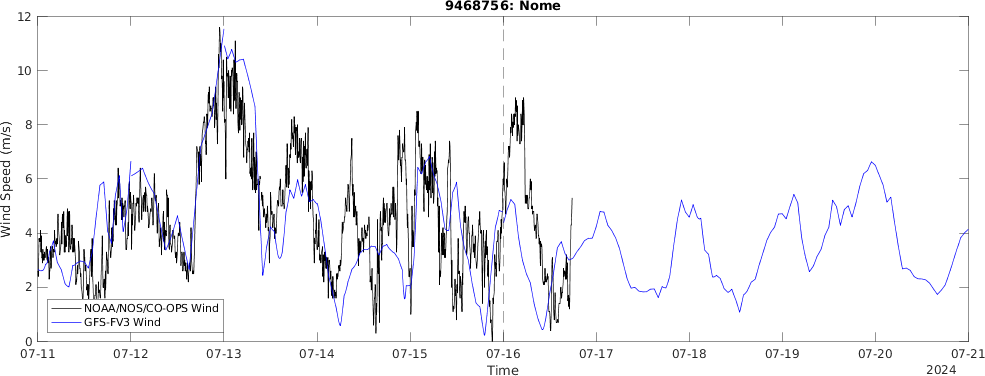 9468756: Nome
Wind Speed (m/s)
12
10
8
6
4
2
0
NOAA/NOS/CO-OPS Wind
GFS-FV3 Wind
07-11 07-12 07-13 07-14 07-15 07-16 07-17 07-18 07-19 07-20 07-21
Time
2024